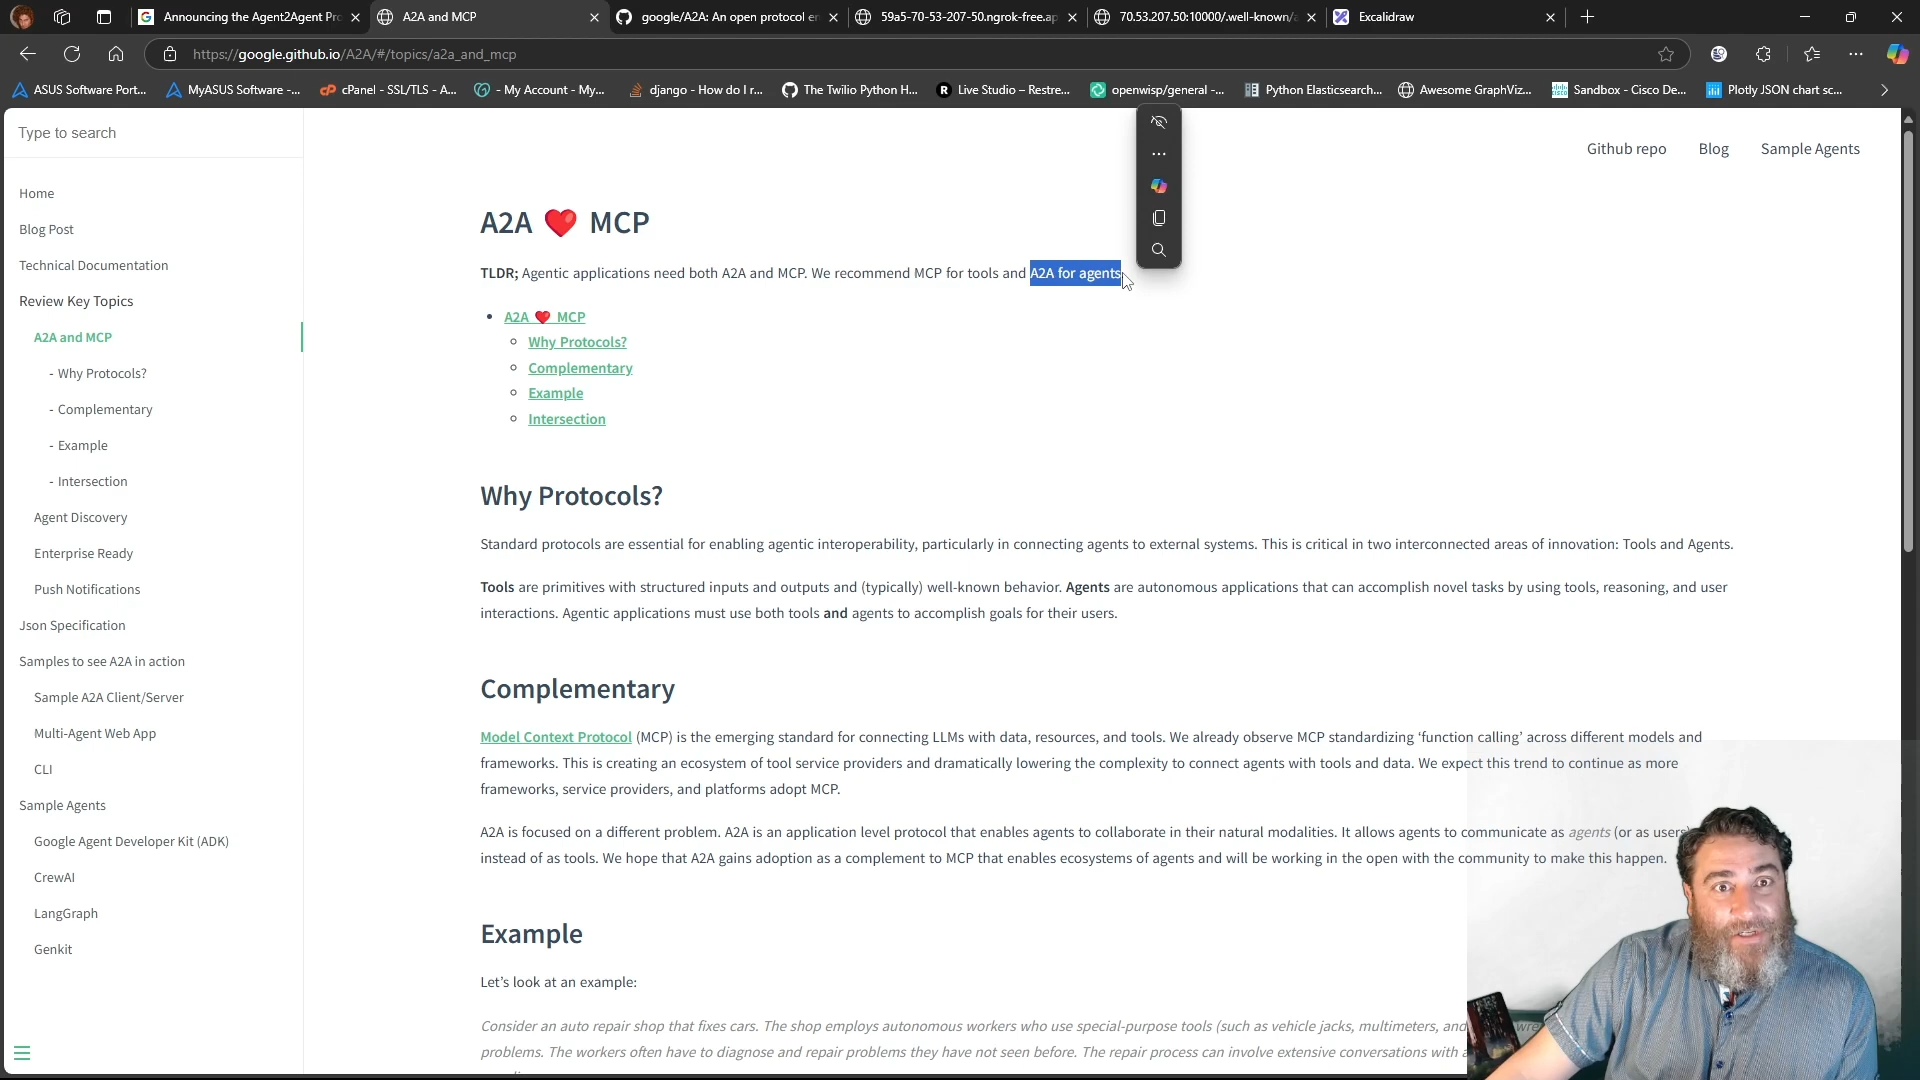 Announcing the Agent2Agent Pro
A2A and MCP
google/A2A: An open protocol en
59a5-70-53-207-50.ngrok-free.ap
70.53.207.50:10000/.well-known/a
Excalidraw
https://google.github.io/A2A/#/topics/a2a_and_mcp
ASUS Software Port...
MyASUS Software -...
cPanel - SSL/TLS - A...
- My Account - My...
django - How do I r...
The Twilio Python H...
Live Studio – Restre...
openwisp/general -...
Python Elasticsearch...
Awesome GraphViz...
Sandbox - Cisco De...
Plotly JSON chart sc...
Type to search
Home
Blog Post
Technical Documentation
Review Key Topics
A2A and MCP
- Why Protocols?
- Complementary
- Example
- Intersection
Agent Discovery
Enterprise Ready
Push Notifications
Json Specification
Samples to see A2A in action
Sample A2A Client/Server
Multi-Agent Web App
CLI
Sample Agents
Google Agent Developer Kit (ADK)
CrewAI
LangGraph
Genkit
Github repo
Blog
Sample Agents
A2A ❤️ MCP
TLDR; Agentic applications need both A2A and MCP. We recommend MCP for tools and A2A for agents
A2A ❤️ MCP
Why Protocols?
Complementary
Example
Intersection
Why Protocols?
Standard protocols are essential for enabling agentic interoperability, particularly in connecting agents to external systems. This is critical in two interconnected areas of innovation: Tools and Agents.
Tools are primitives with structured inputs and outputs and (typically) well-known behavior. Agents are autonomous applications that can accomplish novel tasks by using tools, reasoning, and user
interactions. Agentic applications must use both tools and agents to accomplish goals for their users.
Complementary
Model Context Protocol (MCP) is the emerging standard for connecting LLMs with data, resources, and tools. We already observe MCP standardizing ‘function calling’ across different models and
frameworks. This is creating an ecosystem of tool service providers and dramatically lowering the complexity to connect agents with tools and data. We expect this trend to continue as more
frameworks, service providers, and platforms adopt MCP.
A2A is focused on a different problem. A2A is an application level protocol that enables agents to collaborate in their natural modalities. It allows agents to communicate as agents (or as users)
instead of as tools. We hope that A2A gains adoption as a complement to MCP that enables ecosystems of agents and will be working in the open with the community to make this happen.
Example
Let’s look at an example:
Consider an auto repair shop that fixes cars. The shop employs autonomous workers who use special-purpose tools (such as vehicle jacks, multimeters, and
problems. The workers often have to diagnose and repair problems they have not seen before. The repair process can involve extensive conversations with a